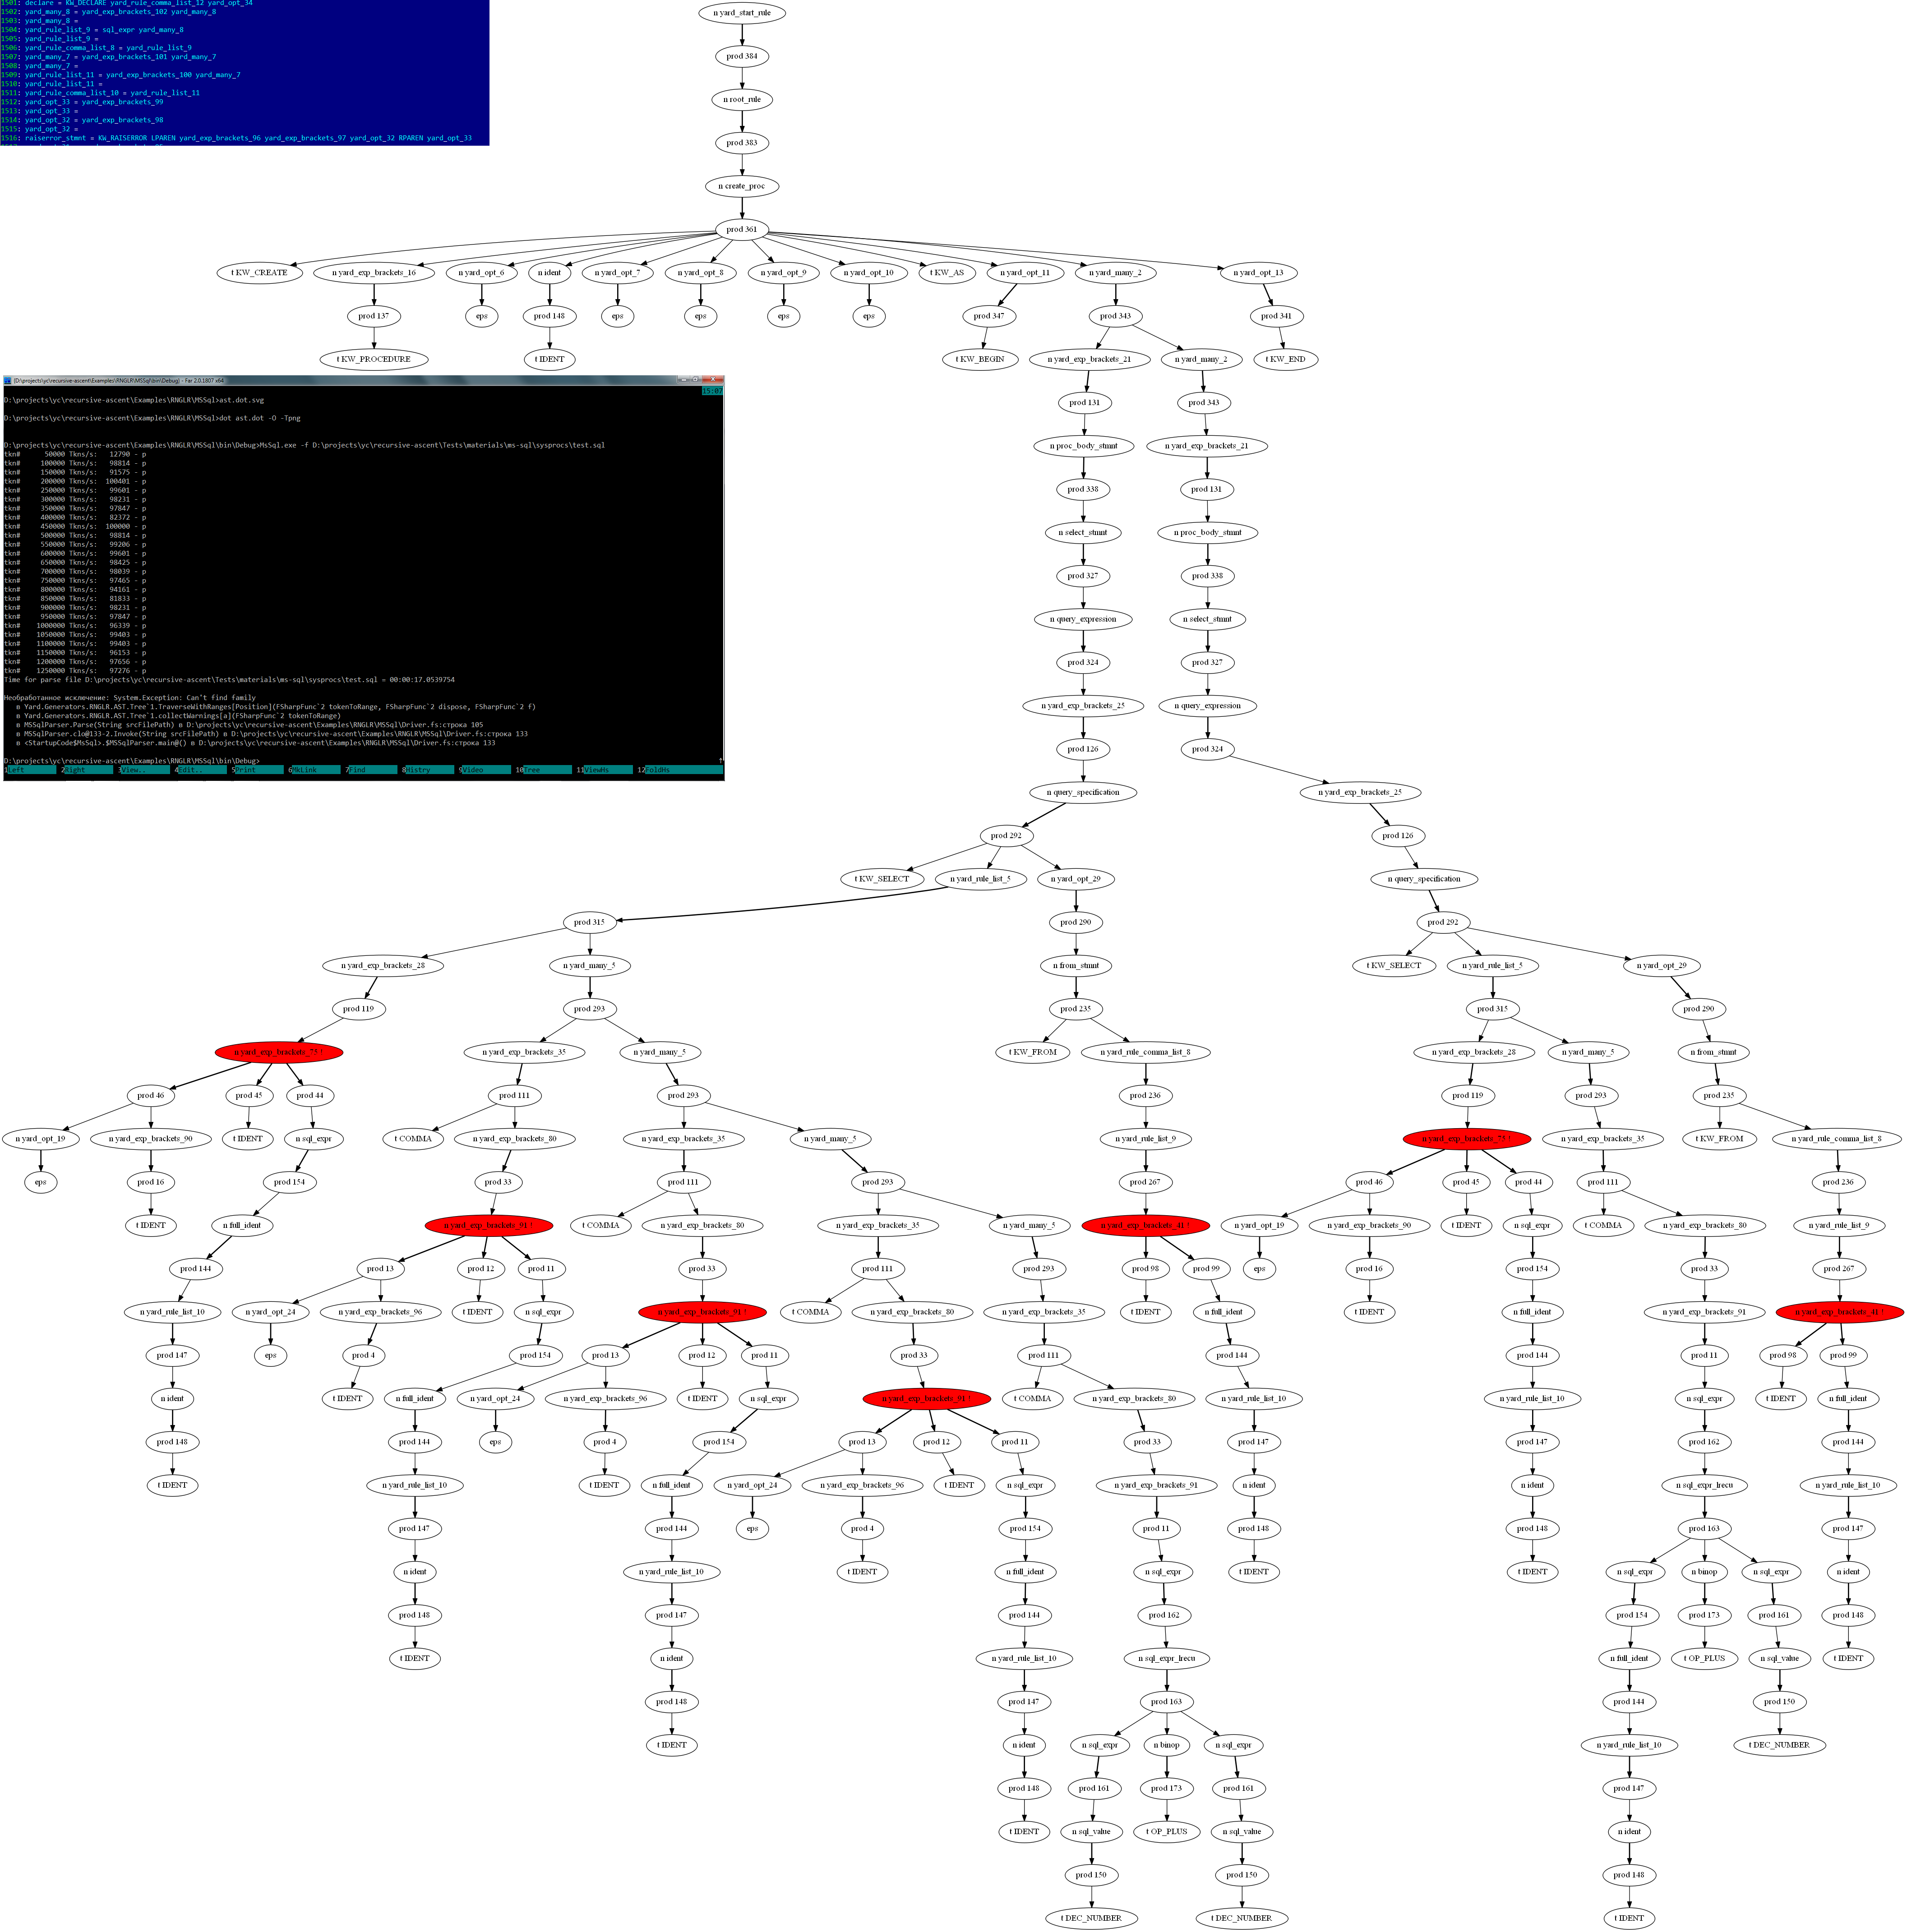 1501: declare = KW_DECLARE yard_rule_comma_list_12 yard_opt_34
1502: yard_many_8 = yard_exp_brackets_102 yard_many_8
1503: yard_many_8 =
1504: yard_rule_list_9 = sql_expr yard_many_8
1505: yard_rule_list_9 =
1506: yard_rule_comma_list_8 = yard_rule_list_9
1507: yard_many_7 = yard_exp_brackets_101 yard_many_7
1508: yard_many_7 =
1509: yard_rule_list_11 = yard_exp_brackets_100 yard_many_7
1510: yard_rule_list_11 =
1511: yard_rule_comma_list_10 = yard_rule_list_11
1512: yard_opt_33 = yard_exp_brackets_99
1513: yard_opt_33 =
1514: yard_opt_32 = yard_exp_brackets_98
1515: yard_opt_32 =
1516: raiserror_stmnt = KW_RAISERROR LPAREN yard_exp_brackets_96 yard_exp_brackets_97 yard_opt_32 RPAREN yard_opt_33
n yard_start_rule
prod 384
n root_rule
prod 383
n create_proc
prod 361
t KW_CREATE n yard_exp_brackets_16 n yard_opt_6 n ident n yard_opt_7 n yard_opt_8 n yard_opt_9 n yard_opt_10 t KW_AS n yard_opt_11 n yard_many_2 n yard_opt_13
prod 137 eps prod 148 eps eps eps eps prod 347 prod 343 prod 341
t KW_PROCEDURE t IDENT t KW_BEGIN n yard_exp_brackets_21 n yard_many_2 t KW_END
{D:\projects\yc\recursive-ascent\Examples\RNGLR\MSSql\bin\Debug} - Far 2.0.1807 x64
15:07
D:\projects\yc\recursive-ascent\Examples\RNGLR\MSSql>ast.dot.svg
D:\projects\yc\recursive-ascent\Examples\RNGLR\MSSql>dot ast.dot -O -Tpng
D:\projects\yc\recursive-ascent\Examples\RNGLR\MSSql\bin\Debug>MsSql.exe -f D:\projects\yc\recursive-ascent\Tests\materials\ms-sql\sysprocs\test.sql
tkn# 50000 Tkns/s: 12790 - p
tkn# 100000 Tkns/s: 98814 - p
tkn# 150000 Tkns/s: 91575 - p
tkn# 200000 Tkns/s: 100401 - p
tkn# 250000 Tkns/s: 99601 - p
tkn# 300000 Tkns/s: 98231 - p
tkn# 350000 Tkns/s: 97847 - p
tkn# 400000 Tkns/s: 82372 - p
tkn# 450000 Tkns/s: 100000 - p
tkn# 500000 Tkns/s: 98814 - p
tkn# 550000 Tkns/s: 99206 - p
tkn# 600000 Tkns/s: 99601 - p
tkn# 650000 Tkns/s: 98425 - p
tkn# 700000 Tkns/s: 98039 - p
tkn# 750000 Tkns/s: 97465 - p
tkn# 800000 Tkns/s: 94161 - p
tkn# 850000 Tkns/s: 81833 - p
tkn# 900000 Tkns/s: 98231 - p
tkn# 950000 Tkns/s: 97847 - p
tkn# 1000000 Tkns/s: 96339 - p
tkn# 1050000 Tkns/s: 99403 - p
tkn# 1100000 Tkns/s: 99403 - p
tkn# 1150000 Tkns/s: 96153 - p
tkn# 1200000 Tkns/s: 97656 - p
tkn# 1250000 Tkns/s: 97276 - p
Time for parse file D:\projects\yc\recursive-ascent\Tests\materials\ms-sql\sysprocs\test.sql = 00:00:17.0539754
Необработанное исключение: System.Exception: Can't find family
в Yard.Generators.RNGLR.AST.Tree`1.TraverseWithRanges[Position](FSharpFunc`2 tokenToRange, FSharpFunc`2 dispose, FSharpFunc`2 f)
в Yard.Generators.RNGLR.AST.Tree`1.collectWarnings[a](FSharpFunc`2 tokenToRange)
в MSSqlParser.Parse(String srcFilePath) в D:\projects\yc\recursive-ascent\Examples\RNGLR\MSSql\Driver.fs:строка 105
в MSSqlParser.clo@133-2.Invoke(String srcFilePath) в D:\projects\yc\recursive-ascent\Examples\RNGLR\MSSql\Driver.fs:строка 133
в <StartupCode$MsSql>.$MSSqlParser.main@() в D:\projects\yc\recursive-ascent\Examples\RNGLR\MSSql\Driver.fs:строка 133
D:\projects\yc\recursive-ascent\Examples\RNGLR\MSSql\bin\Debug>
1Left 2Right 3View.. 4Edit.. 5Print 6MkLink 7Find 8Histry 9Video 10Tree 11ViewHs 12FoldHs
prod 131 prod 343
n proc_body_stmnt n yard_exp_brackets_21
prod 338 prod 131
n select_stmnt n proc_body_stmnt
prod 327 prod 338
n query_expression n select_stmnt
prod 324 prod 327
n yard_exp_brackets_25 n query_expression
prod 126 prod 324
n query_specification n yard_exp_brackets_25
prod 292 prod 126
t KW_SELECT n yard_rule_list_5 n yard_opt_29 n query_specification
prod 315 prod 290 prod 292
n yard_exp_brackets_28 n yard_many_5 n from_stmnt t KW_SELECT n yard_rule_list_5 n yard_opt_29
prod 119 prod 293 prod 235 prod 315 prod 290
n yard_exp_brackets_75 ! n yard_exp_brackets_35 n yard_many_5 t KW_FROM n yard_rule_comma_list_8 n yard_exp_brackets_28 n yard_many_5 n from_stmnt
prod 46 prod 45 prod 44 prod 111 prod 293 prod 236 prod 119 prod 293 prod 235
n yard_opt_19 n yard_exp_brackets_90 t IDENT n sql_expr t COMMA n yard_exp_brackets_80 n yard_exp_brackets_35 n yard_many_5 n yard_rule_list_9 n yard_exp_brackets_75 ! n yard_exp_brackets_35 t KW_FROM n yard_rule_comma_list_8
eps prod 16 prod 154 prod 33 prod 111 prod 293 prod 267 prod 46 prod 45 prod 44 prod 111 prod 236
t IDENT n full_ident n yard_exp_brackets_91 ! t COMMA n yard_exp_brackets_80 n yard_exp_brackets_35 n yard_many_5 n yard_exp_brackets_41 ! n yard_opt_19 n yard_exp_brackets_90 t IDENT n sql_expr t COMMA n yard_exp_brackets_80 n yard_rule_list_9
prod 144 prod 13 prod 12 prod 11 prod 33 prod 111 prod 293 prod 98 prod 99 eps prod 16 prod 154 prod 33 prod 267
n yard_rule_list_10 n yard_opt_24 n yard_exp_brackets_96 t IDENT n sql_expr n yard_exp_brackets_91 ! t COMMA n yard_exp_brackets_80 n yard_exp_brackets_35 t IDENT n full_ident t IDENT n full_ident n yard_exp_brackets_91 n yard_exp_brackets_41 !
prod 147 eps prod 4 prod 154 prod 13 prod 12 prod 11 prod 33 prod 111 prod 144 prod 144 prod 11 prod 98 prod 99
n ident t IDENT n full_ident n yard_opt_24 n yard_exp_brackets_96 t IDENT n sql_expr n yard_exp_brackets_91 ! t COMMA n yard_exp_brackets_80 n yard_rule_list_10 n yard_rule_list_10 n sql_expr t IDENT n full_ident
prod 148 prod 144 eps prod 4 prod 154 prod 13 prod 12 prod 11 prod 33 prod 147 prod 147 prod 162 prod 144
t IDENT n yard_rule_list_10 t IDENT n full_ident n yard_opt_24 n yard_exp_brackets_96 t IDENT n sql_expr n yard_exp_brackets_91 n ident n ident n sql_expr_lrecu n yard_rule_list_10
prod 147 prod 144 eps prod 4 prod 154 prod 11 prod 148 prod 148 prod 163 prod 147
n ident n yard_rule_list_10 t IDENT n full_ident n sql_expr t IDENT t IDENT n sql_expr n binop n sql_expr n ident
prod 148 prod 147 prod 144 prod 162 prod 154 prod 173 prod 161 prod 148
t IDENT n ident n yard_rule_list_10 n sql_expr_lrecu n full_ident t OP_PLUS n sql_value t IDENT
prod 148 prod 147 prod 163 prod 144 prod 150
t IDENT n ident n sql_expr n binop n sql_expr n yard_rule_list_10 t DEC_NUMBER
prod 148 prod 161 prod 173 prod 161 prod 147
t IDENT n sql_value t OP_PLUS n sql_value n ident
prod 150 prod 150 prod 148
t DEC_NUMBER t DEC_NUMBER t IDENT